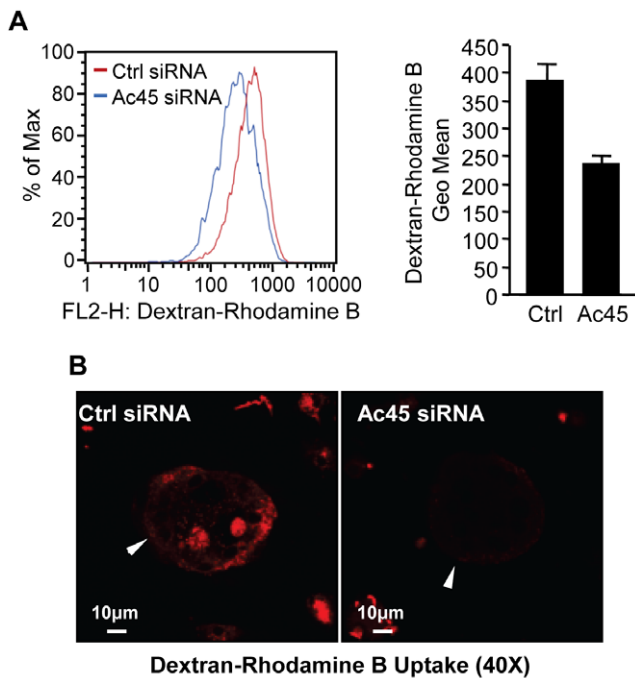 A
Ctrl siRNA
Ac45 siRNA
% of Max
100
80
60
40
20
0
1 10 100 1000 10000
FL2-H: Dextran-Rhodamine B
Dextran-Rhodamine B
Geo Mean
450
400
350
300
250
200
150
100
50
0
Ctrl Ac45
B
Ctrl siRNA
10μm
Ac45 siRNA
10μm
Dextran-Rhodamine B Uptake (40X)